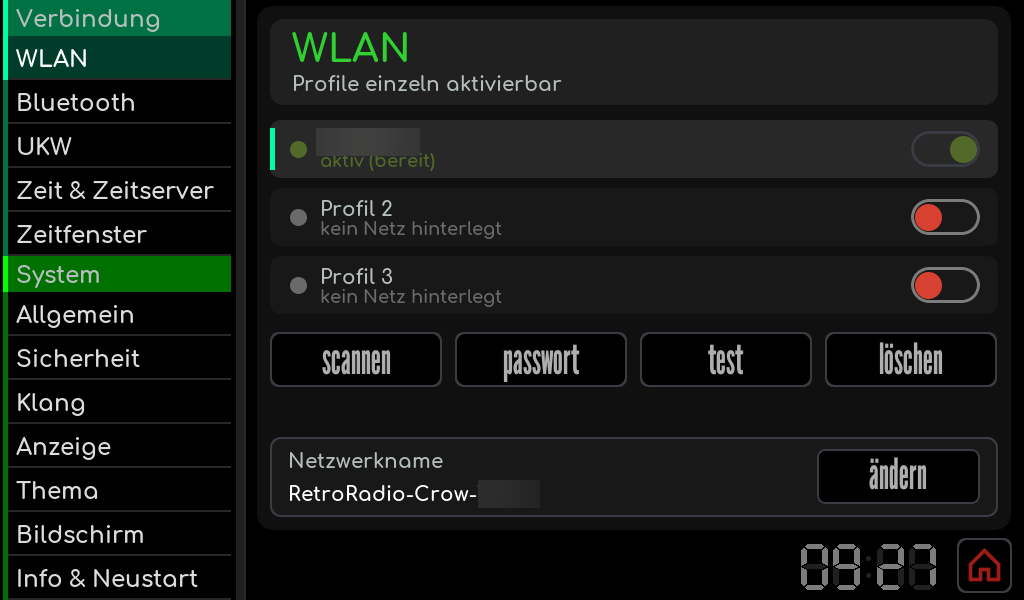 Verbindung
WLAN
Bluetooth
UKW
Zeit & Zeitserver
Zeitfenster
System
Allgemein
Sicherheit
Klang
Anzeige
Thema
Bildschirm
Info & Neustart
WLAN
Profile einzeln aktivierbar
aktiv (bereit)
Profil 2
kein Netz hinterlegt
Profil 3
kein Netz hinterlegt
scannen passwort test löschen
Netzwerkname
RetroRadio-Crow-
ändern
09:27